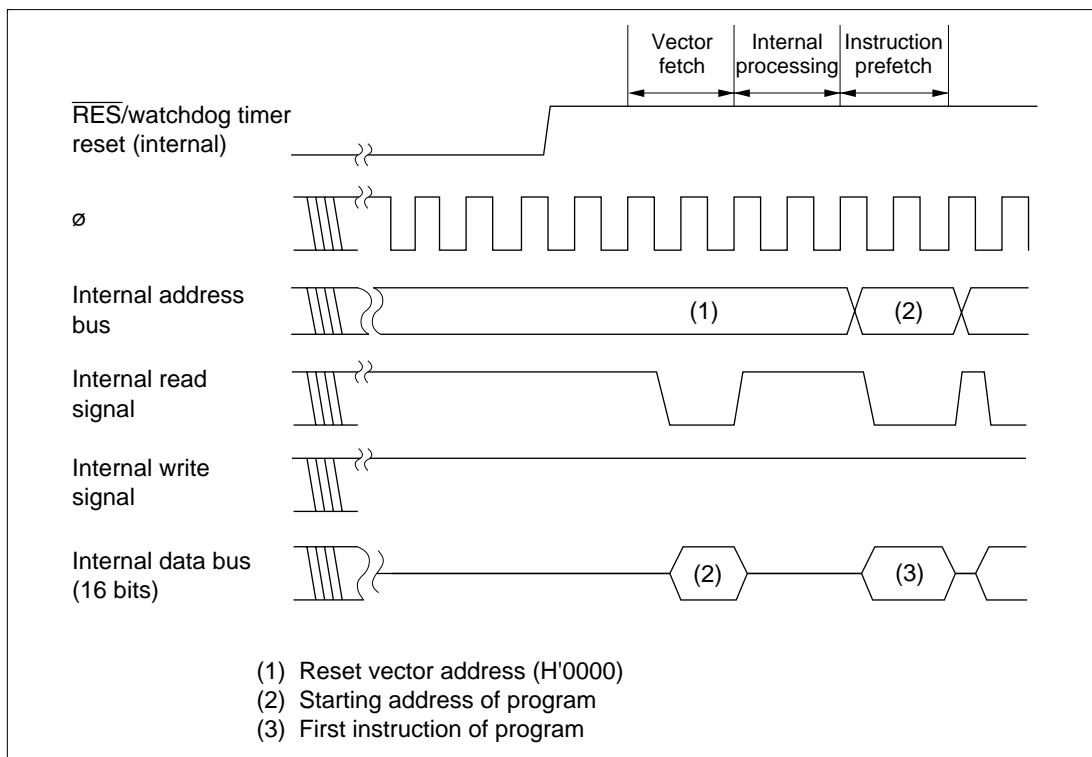 Vector fetch
Internal processing
Instruction prefetch
R̅E̅S̅/watchdog timer
reset (internal)
ø
Internal address
bus
(1)
(2)
Internal read
signal
Internal write
signal
Internal data bus
(16 bits)
(2)
(3)
(1) Reset vector address (H'0000)
(2) Starting address of program
(3) First instruction of program